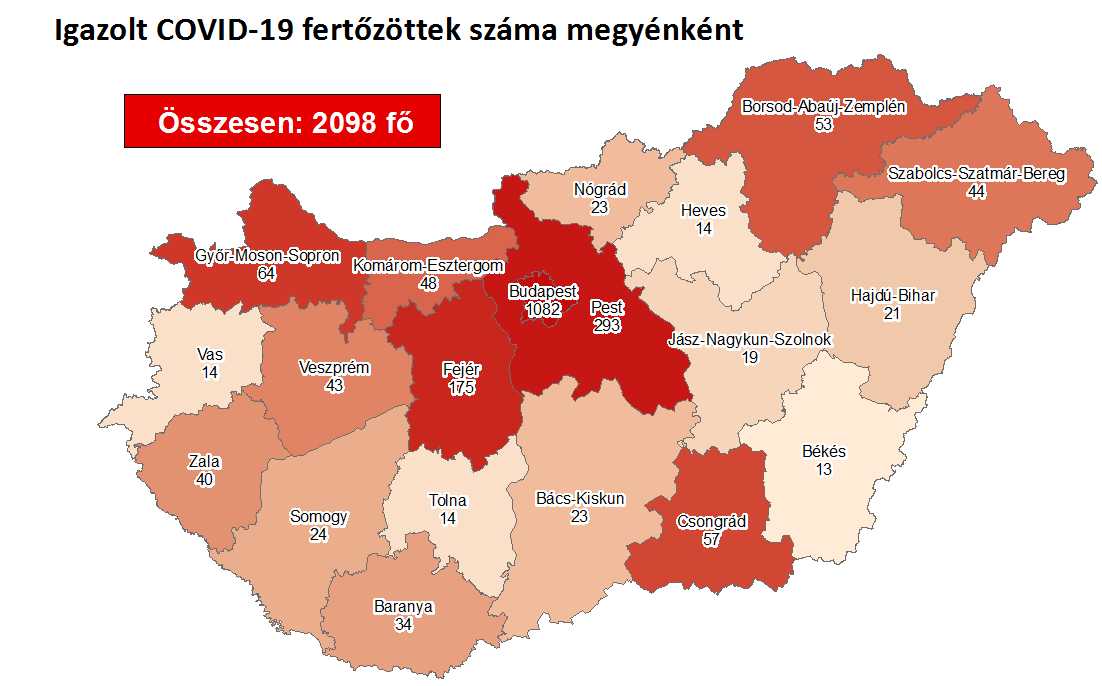 Igazolt COVID-19 fertőzöttek száma megyénként
Összesen: 2098 fő
Borsod-Abaúj-Zemplén
53
Szabolcs-Szatmár-Bereg
44
Nógrád
23
Heves
14
Győr-Moson-Sopron
64
Komárom-Esztergom
48
Budapest
1082
Pest
293
Hajdú-Bihar
21
Jász-Nagykun-Szolnok
19
Vas
14
Veszprém
43
Fejér
175
Békés
13
Zala
40
Tolna
14
Bács-Kiskun
23
Somogy
24
Csongrád
57
Baranya
34